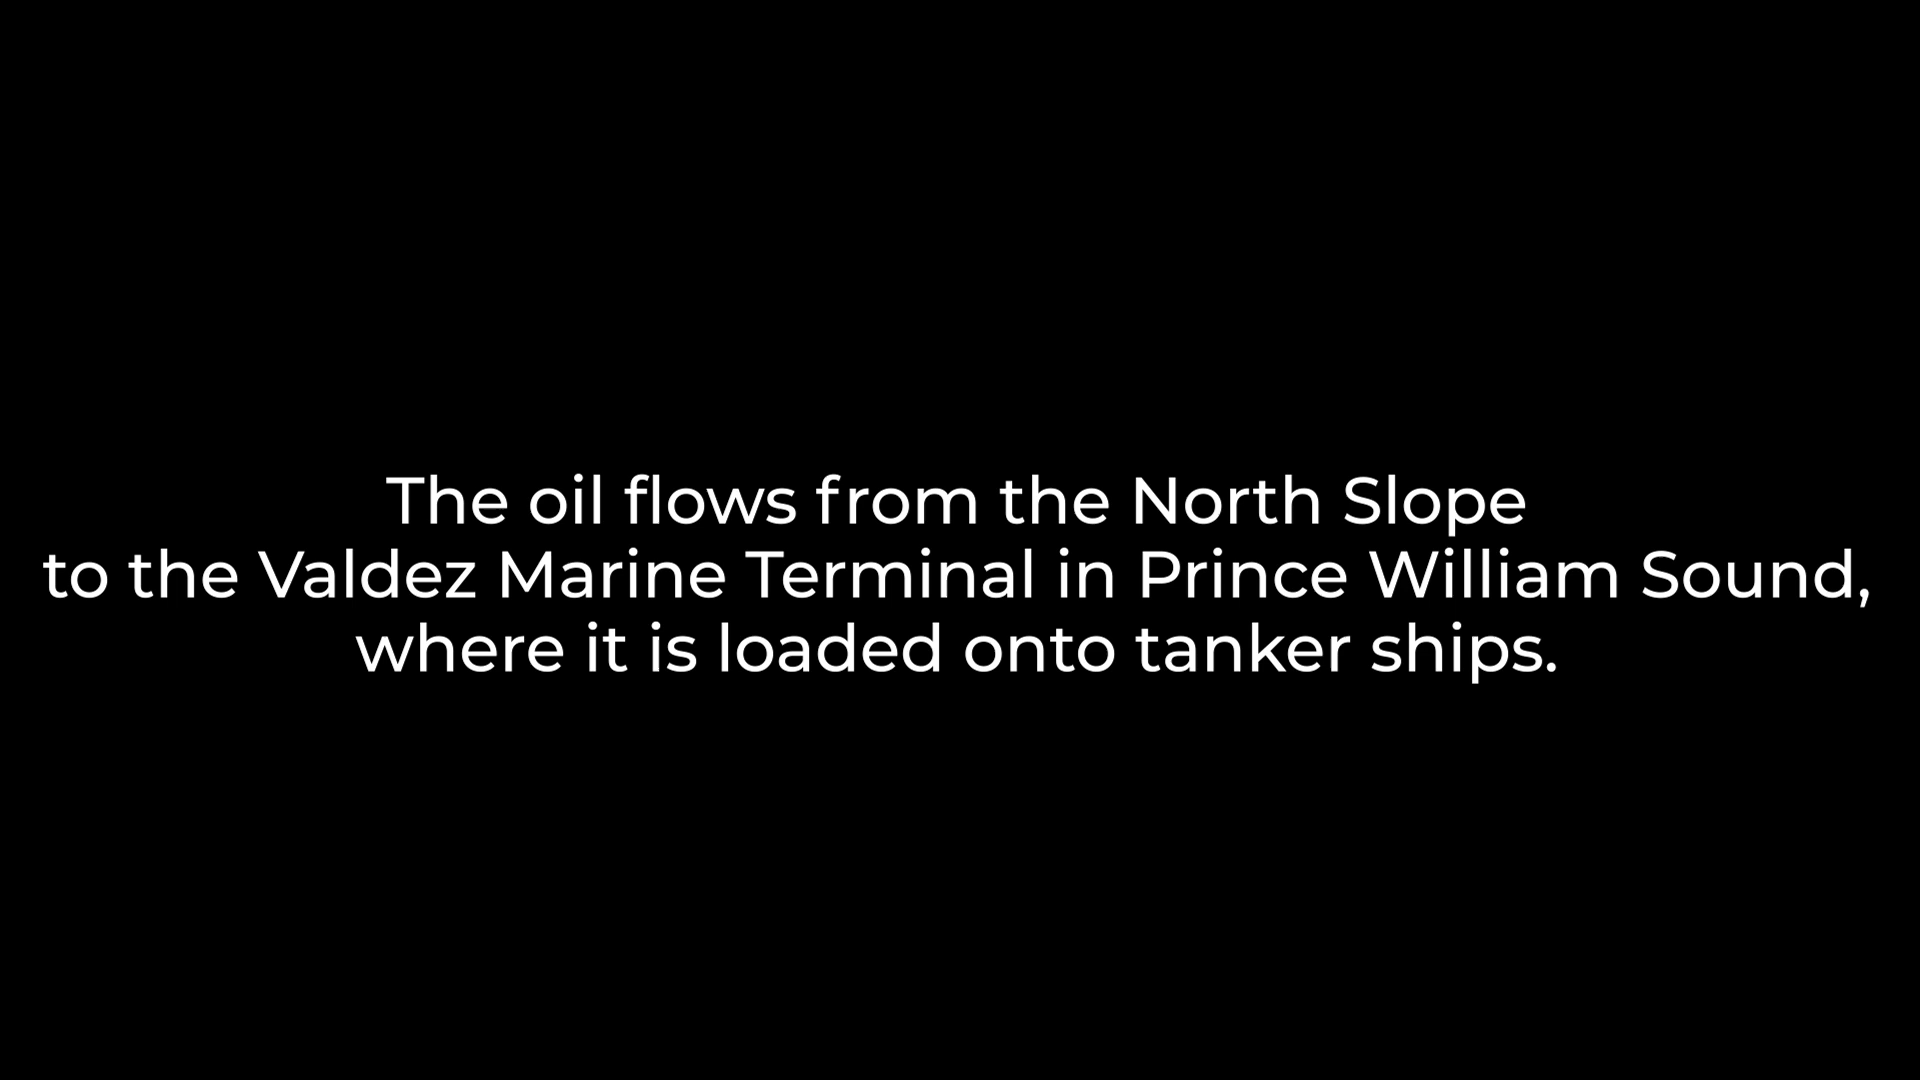 The oil flows from the North Slope
to the Valdez Marine Terminal in Prince William Sound,
where it is loaded onto tanker ships.